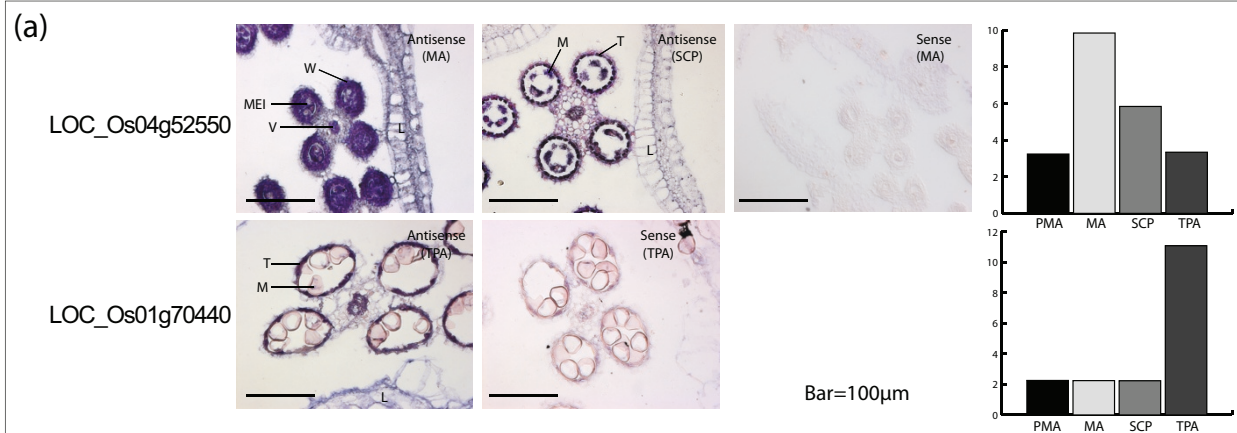 (a)
LOC_Os04g52550
W
MEI
V
L
Antisense
(MA)
M
T
L
Antisense
(SCP)
Sense
(MA)
10
8
6
4
2
0
PMA MA SCP TPA
LOC_Os01g70440
T
M
L
Antisense
(TPA)
Sense
(TPA)
Bar=100µm
12
10
8
6
4
2
0
PMA MA SCP TPA